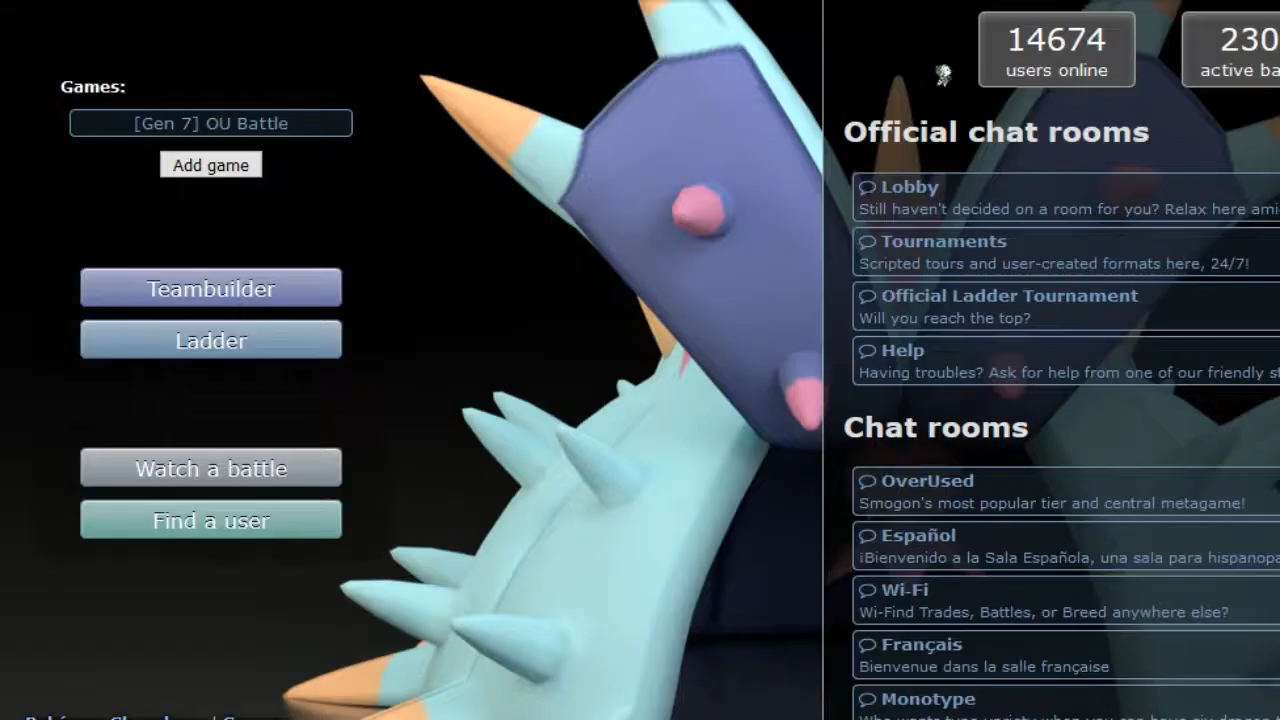 Games:
[Gen 7] OU Battle
Add game
Teambuilder
Ladder
Watch a battle
Find a user
14674
users online
230
active ba
Official chat rooms
Lobby
Still haven't decided on a room for you? Relax here ami
Tournaments
Scripted tours and user-created formats here, 24/7!
Official Ladder Tournament
Will you reach the top?
Help
Having troubles? Ask for help from one of our friendly st
Chat rooms
OverUsed
Smogon's most popular tier and central metagame!
Español
¡Bienvenido a la Sala Española, una sala para hispanopa
Wi-Fi
Wi-Find Trades, Battles, or Breed anywhere else?
Français
Bienvenue dans la salle française
Monotype